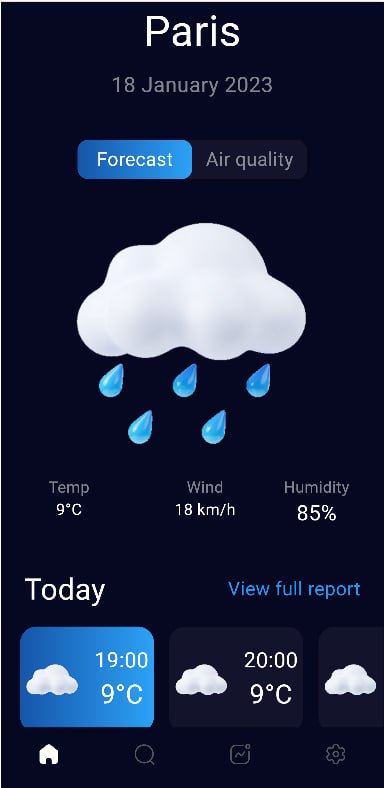 Paris
18 January 2023
Forecast Air quality
Temp Wind Humidity
9°C 18 km/h 85%
Today View full report
19:00 20:00
9°C 9°C